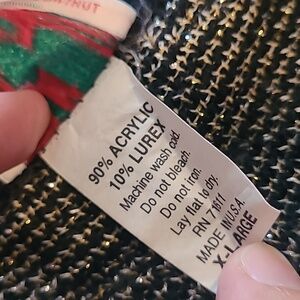 90% ACRYLIC
10% LUREX
Machine wash cold.
Do not bleach.
Do not iron.
Lay flat to dry.
RN 71611
MADE IN U.S.A.
X-LARGE